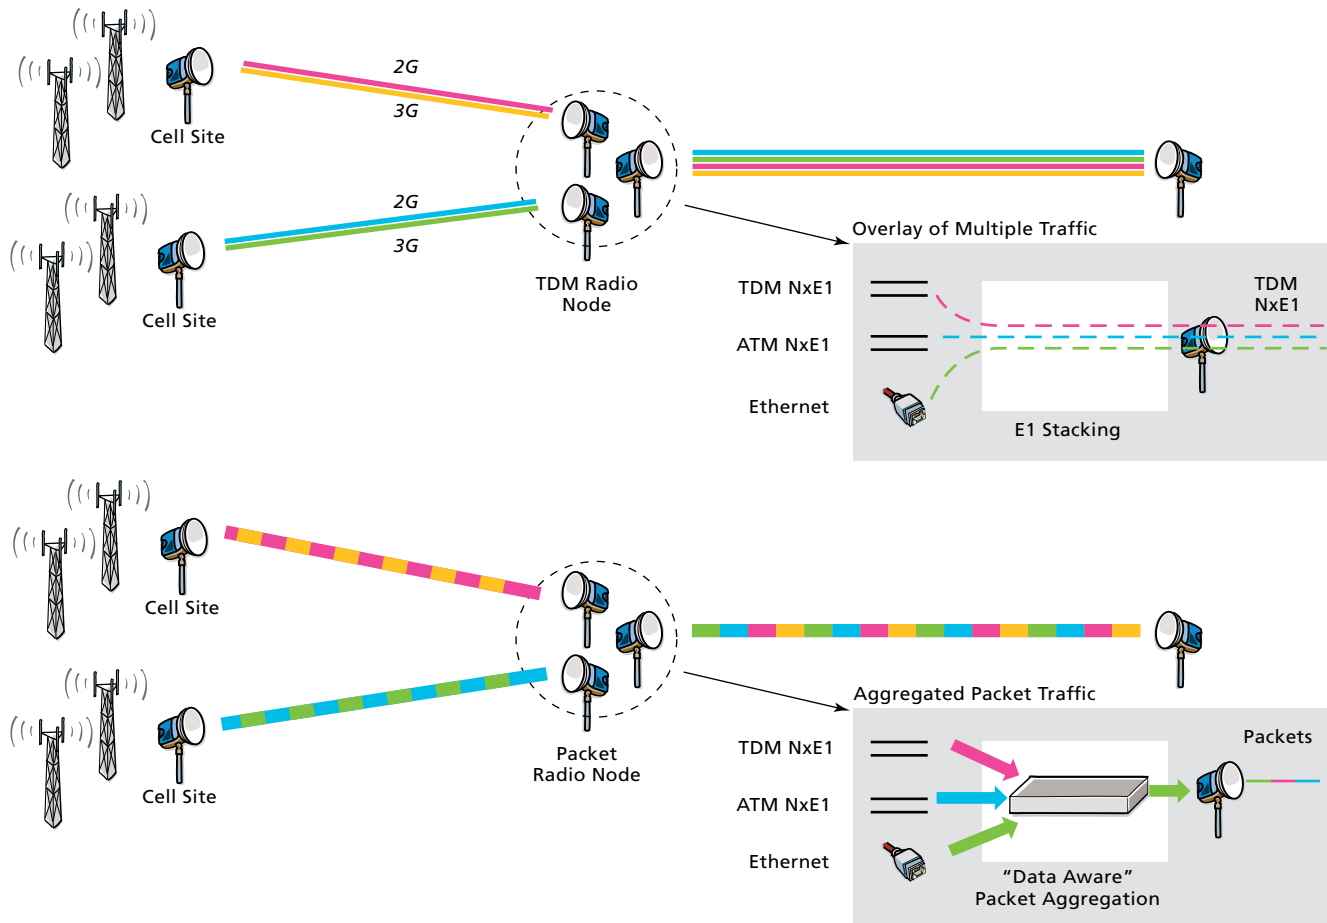 2G
3G
Cell Site
2G
3G
Cell Site
TDM Radio
Node
Overlay of Multiple Traffic
TDM NxE1
ATM NxE1
Ethernet
TDM
NxE1
E1 Stacking
Cell Site
Cell Site
Packet
Radio Node
Aggregated Packet Traffic
TDM NxE1
ATM NxE1
Ethernet
Packets
“Data Aware”
Packet Aggregation